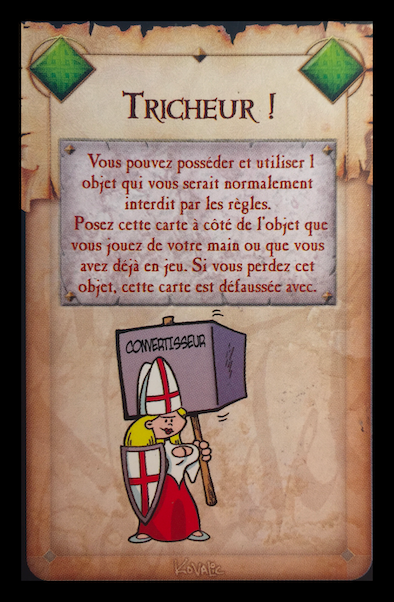 TRICHEUR !
Vous pouvez posséder et utiliser 1
objet qui vous serait normalement
interdit par les règles.
Posez cette carte à côté de l'objet que
vous jouez de votre main ou que vous
avez déjà en jeu. Si vous perdez cet
objet, cette carte est défaussée avec.
CONVERTISSEUR
KOVALIC